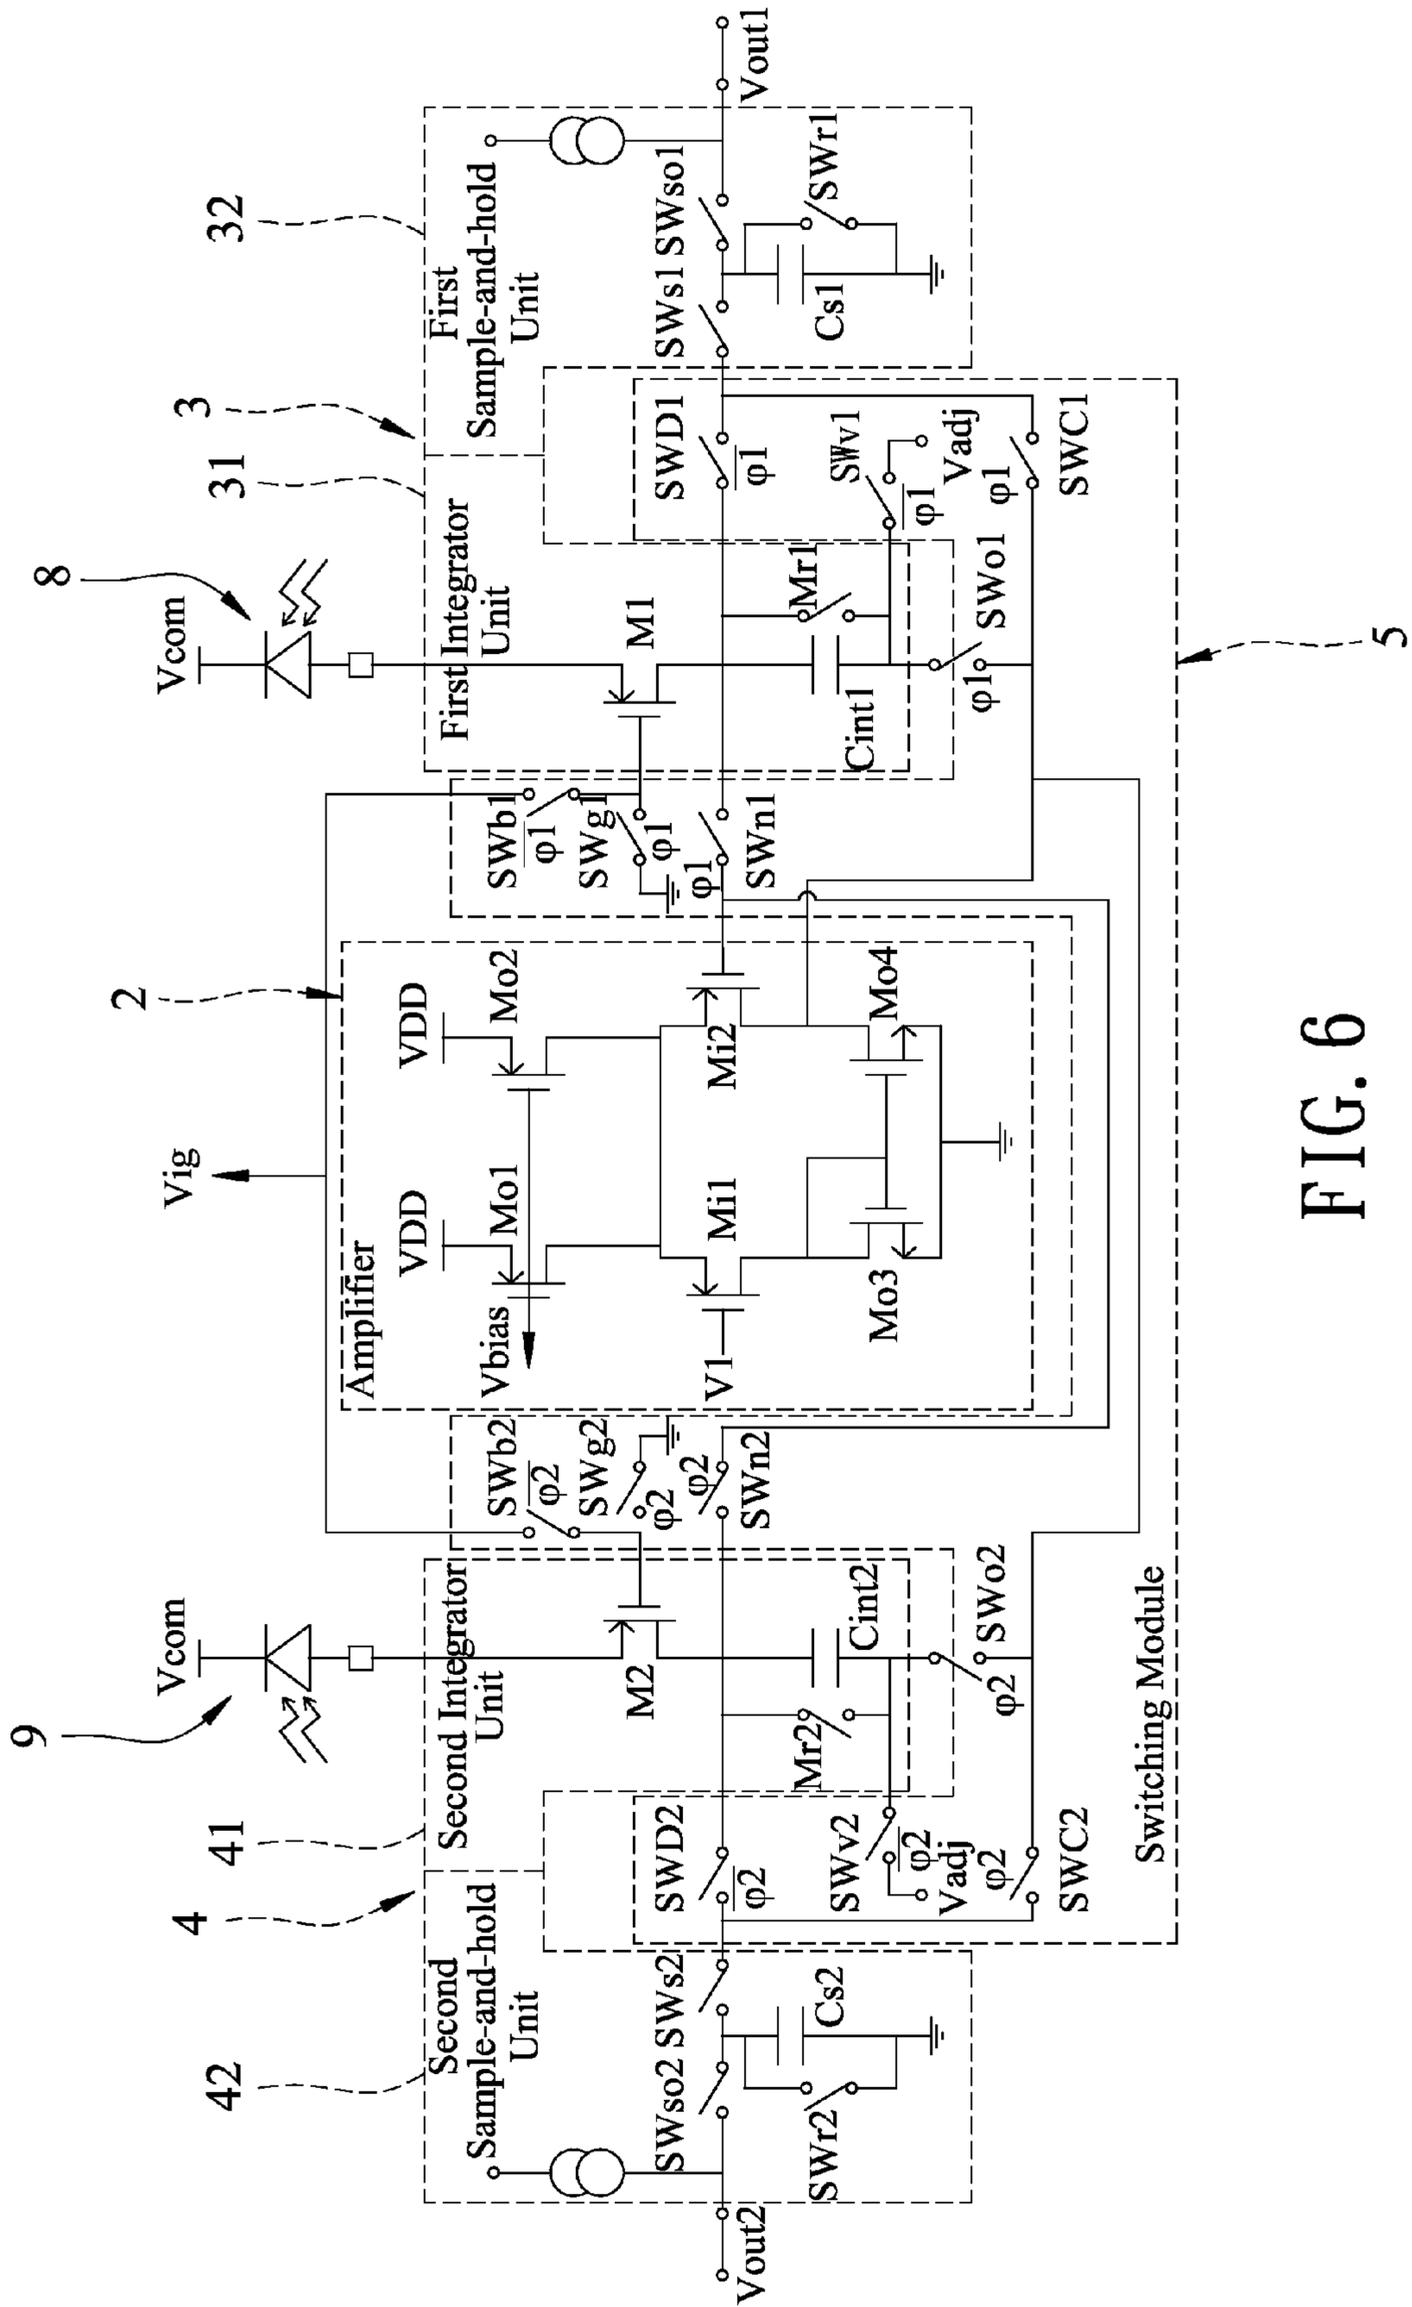 Vout2
42
Second
Sample-and-hold
Unit
SWso2
SWs2
Cs2
SWr2
4
41
Second Integrator
Unit
9
Vcom
M2
SWD2
φ2
Mr2
Cint2
SWv2
φ2
Vadj
φ2
SWC2
φ2
SWo2
SWb2
φ2
SWg2
φ2
φ2
SWn2
Vig
2
Amplifier
VDD
VDD
Mo1
Mo2
Vbias
V1
Mi1
Mi2
Mo3
Mo4
SWb1
φ1
SWg1
φ1
φ1
SWn1
8
Vcom
31
First Integrator
Unit
M1
Mr1
Cint1
φ1
SWo1
3
SWD1
φ1
SWv1
φ1
Vadj
φ1
SWC1
32
First
Sample-and-hold
Unit
SWs1
SWso1
Cs1
SWr1
Vout1
Switching Module
5
FIG. 6